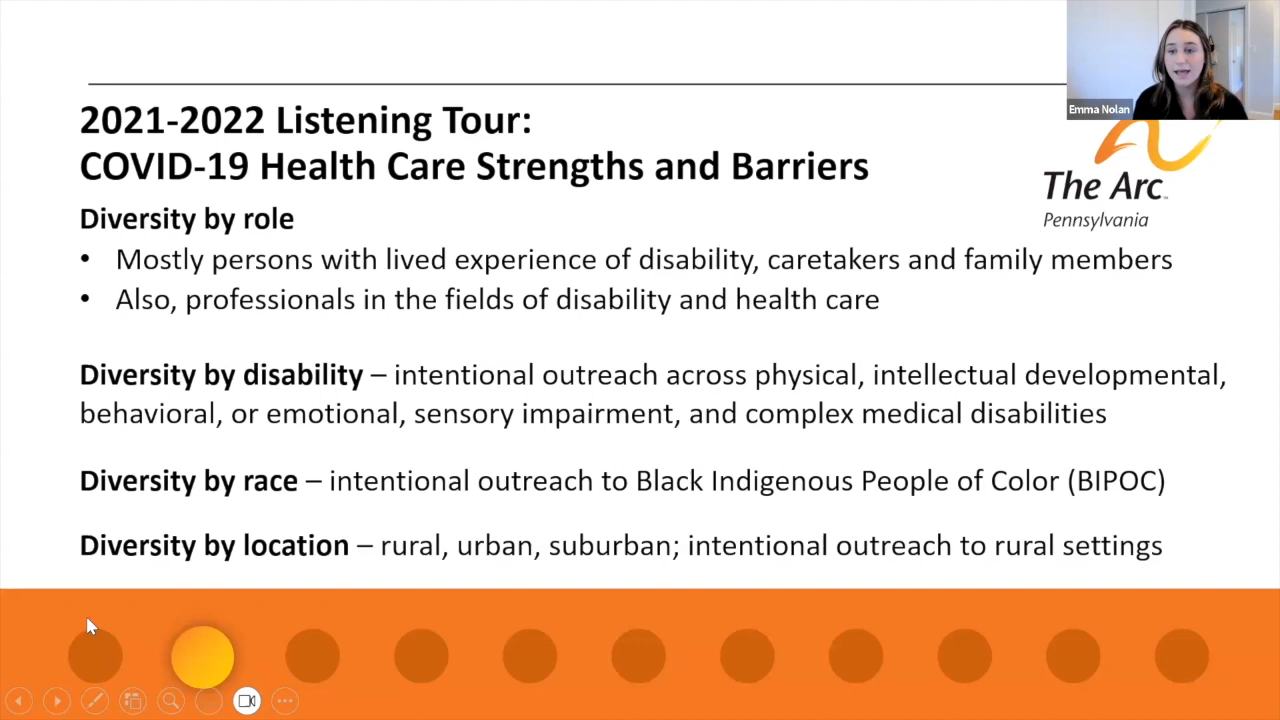 Emma Nolan
2021-2022 Listening Tour:
COVID-19 Health Care Strengths and Barriers
The Arc™
Pennsylvania
Diversity by role
• Mostly persons with lived experience of disability, caretakers and family members
• Also, professionals in the fields of disability and health care
Diversity by disability – intentional outreach across physical, intellectual developmental,
behavioral, or emotional, sensory impairment, and complex medical disabilities
Diversity by race – intentional outreach to Black Indigenous People of Color (BIPOC)
Diversity by location – rural, urban, suburban; intentional outreach to rural settings